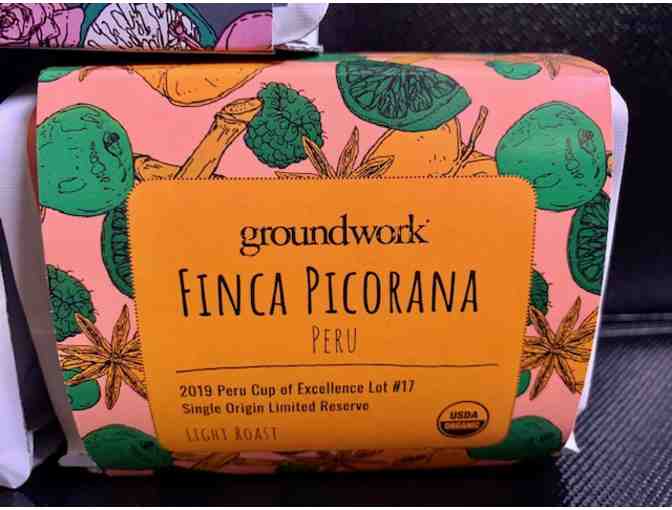 groundwork
FINCA PICORANA
PERU
2019 Peru Cup of Excellence Lot #17
Single Origin Limited Reserve
LIGHT ROAST
USDA
ORGANIC